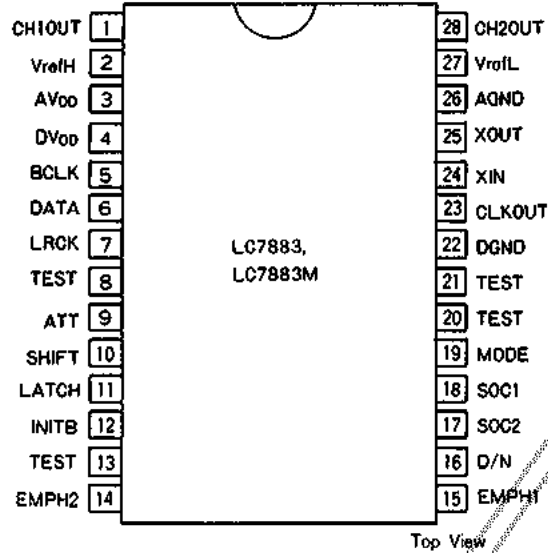 CH1OUT 1 28 CH2OUT
VrefH 2 27 VrefL
AVDD 3 26 AGND
DVDD 4 25 XOUT
BCLK 5 24 XIN
DATA 6 23 CLKOUT
LRCK 7 22 DGND
TEST 8 21 TEST
ATT 9 20 TEST
SHIFT 10 19 MODE
LATCH 11 18 SOC1
INITB 12 17 SOC2
TEST 13 16 D/N
EMPH2 14 15 EMPH1
LC7883,
LC7883M
Top View